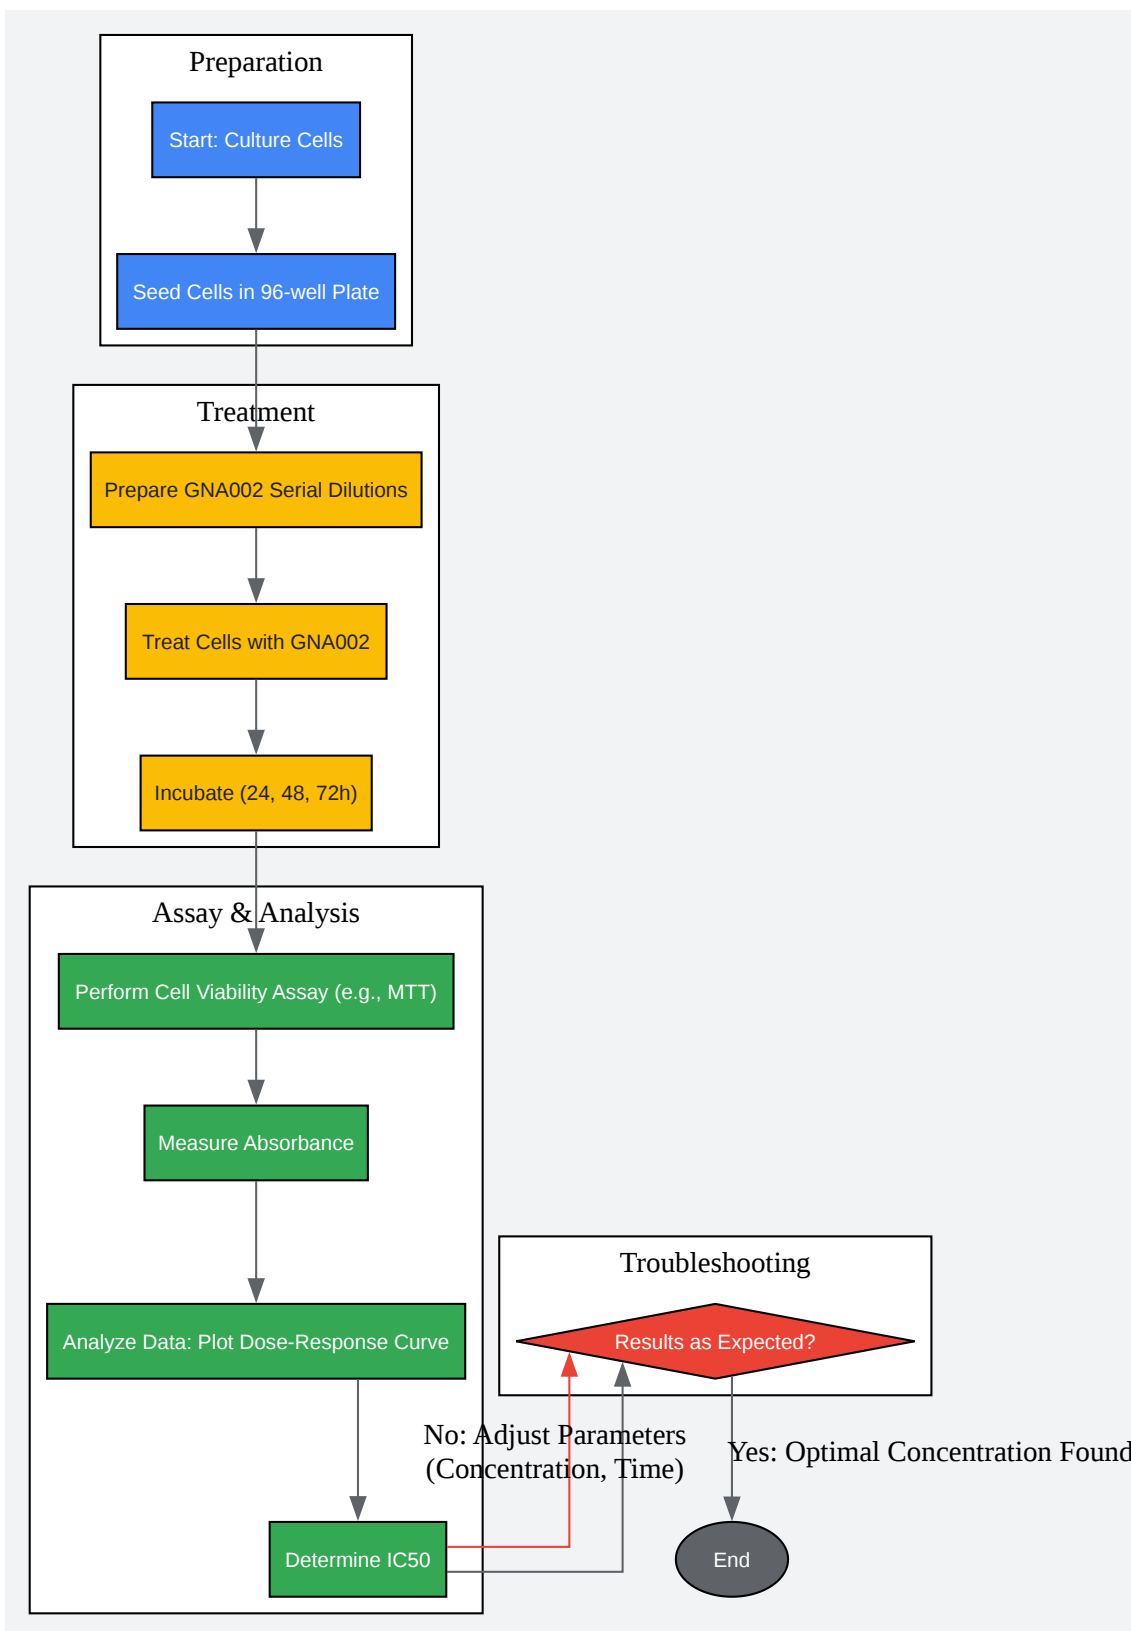 Preparation
Start: Culture Cells
Seed Cells in 96-well Plate
Treatment
Prepare GNA002 Serial Dilutions
Treat Cells with GNA002
Incubate (24, 48, 72h)
Assay & Analysis
Perform Cell Viability Assay (e.g., MTT)
Measure Absorbance
Analyze Data: Plot Dose-Response Curve
Determine IC50
Troubleshooting
Results as Expected?
No: Adjust Parameters
(Concentration, Time)
Yes: Optimal Concentration Found
End